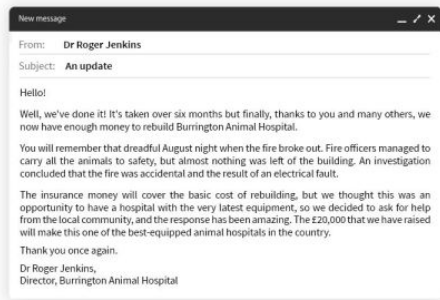 New message
From: Dr Roger Jenkins
Subject: An update
Hello!
Well, we've done it! It's taken over six months but finally, thanks to you and many others, we
now have enough money to rebuild Burrington Animal Hospital.
You will remember that dreadful August night when the fire broke out. Fire officers managed to
carry all the animals to safety, but almost nothing was left of the building. An investigation
concluded that the fire was accidental and the result of an electrical fault.
The insurance money will cover the basic cost of rebuilding, but we thought this was an
opportunity to have a hospital with the very latest equipment, so we decided to ask for help
from the local community, and the response has been amazing. The £20,000 that we have raised
will make this one of the best-equipped animal hospitals in the country.
Thank you once again.
Dr Roger Jenkins,
Director, Burrington Animal Hospital